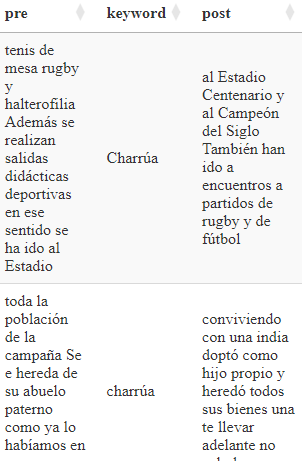 pre keyword post
tenis de
mesa rugby
y
halterofilia
Además se
realizan
salidas
didácticas
deportivas
en ese
sentido se
ha ido al
Estadio
Charrúa
al Estadio
Centenario y
al Campeón
del Siglo
También han
ido a
encuentros a
partidos de
rugby y de
fútbol
toda la
población
de la
campaña Se
e hereda de
su abuelo
paterno
como ya lo
habíamos en
charrúa
conviviendo
con una india
doptó como
hijo propio y
heredó todos
sus bienes una
te llevar
adelante no